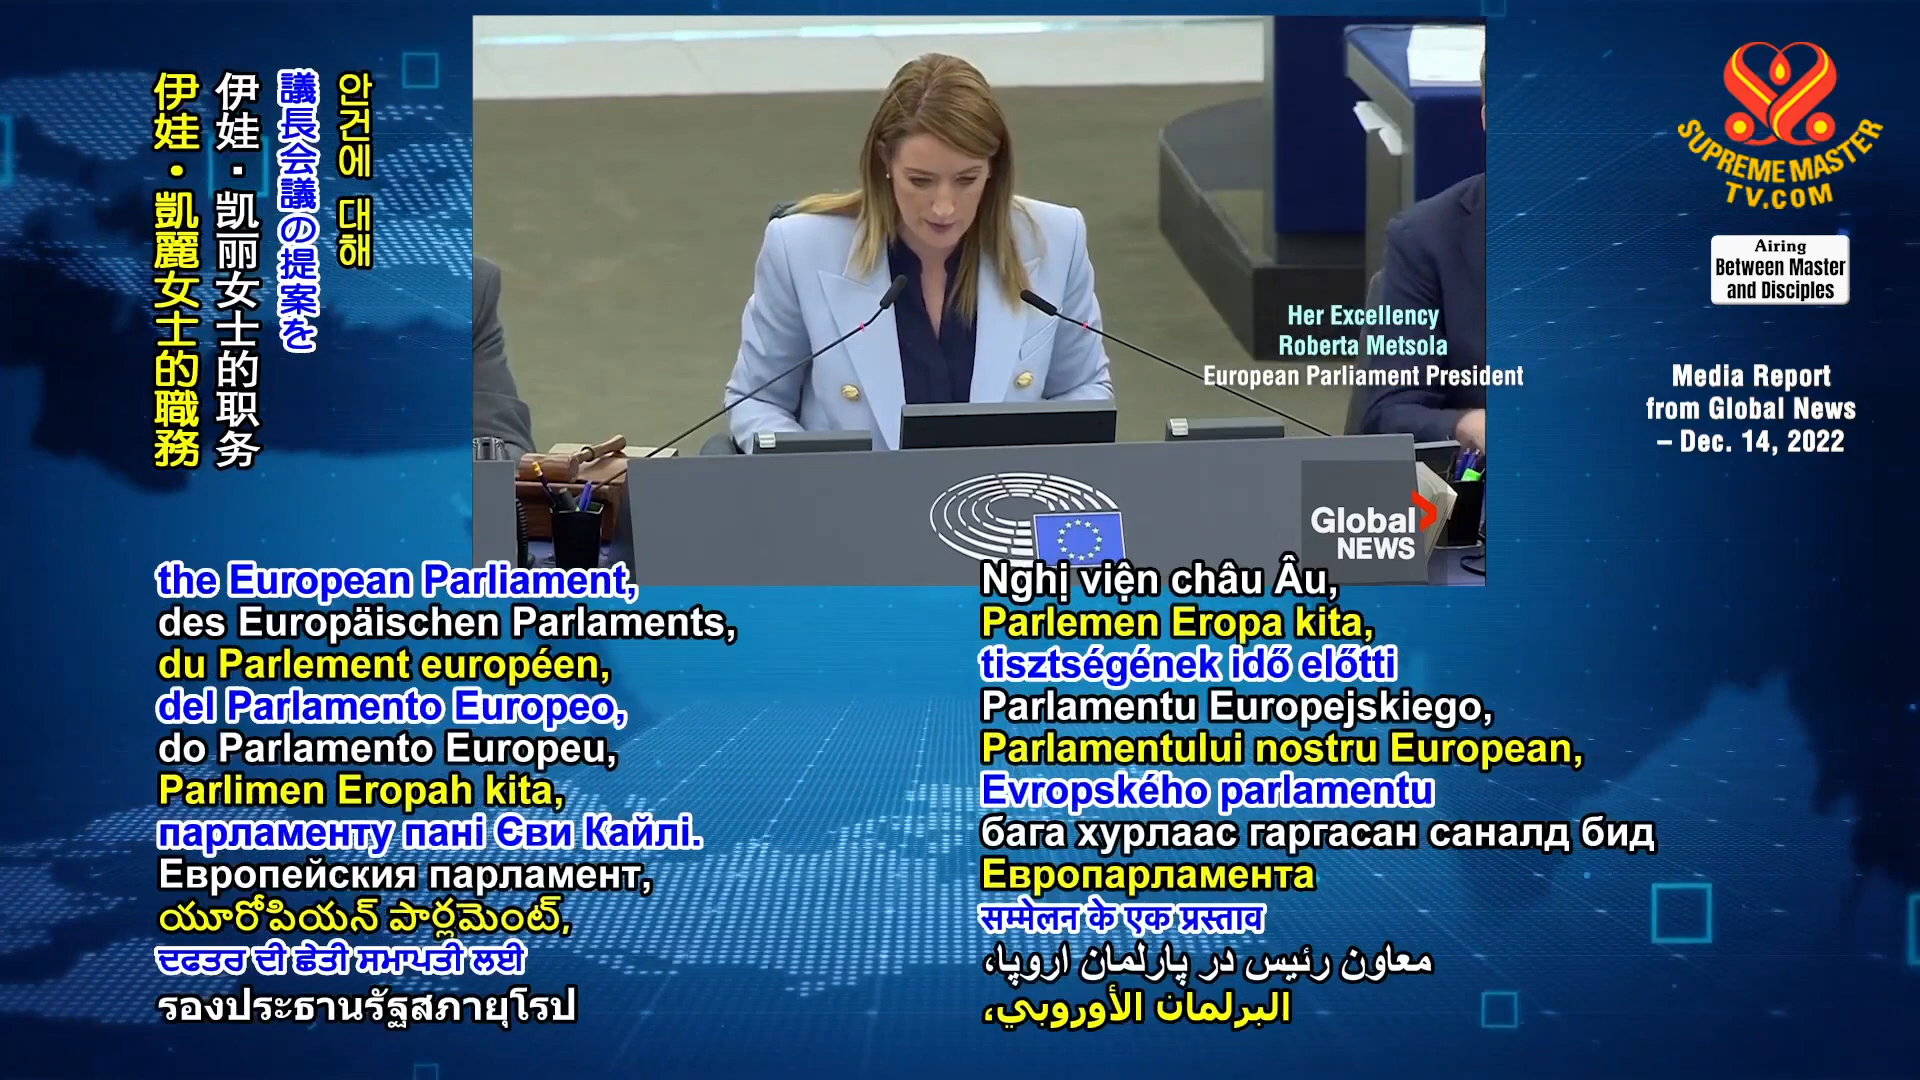 伊娃・凱麗女士的職務
伊娃・凯丽女士的职务
議長会議の提案を
안건에 대해
SUPREME MASTER
TV.COM
Airing
Between Master
and Disciples
Her Excellency
Roberta Metsola
European Parliament President
Media Report
from Global News
– Dec. 14, 2022
Global
NEWS
the European Parliament,
des Europäischen Parlaments,
du Parlement européen,
del Parlamento Europeo,
do Parlamento Europeu,
Parlimen Eropah kita,
парламенту пані Єви Кайлі.
Европейския парламент,
యూరోపియన్ పార్లమెంట్,
ਦਫਤਰ ਦੀ ਛੇਤੀ ਸਮਾਪਤੀ ਲਈ
รองประธานรัฐสภายุโรป
Nghị viện châu Âu,
Parlemen Eropa kita,
tisztségének idő előtti
Parlamentu Europejskiego,
Parlamentului nostru European,
Evropského parlamentu
бага хурлаас гаргасан саналд бид
Европарламента
सम्मेलन के एक प्रस्ताव
معاون رئیس در پارلمان اروپا،
البرلمان الأوروبي،